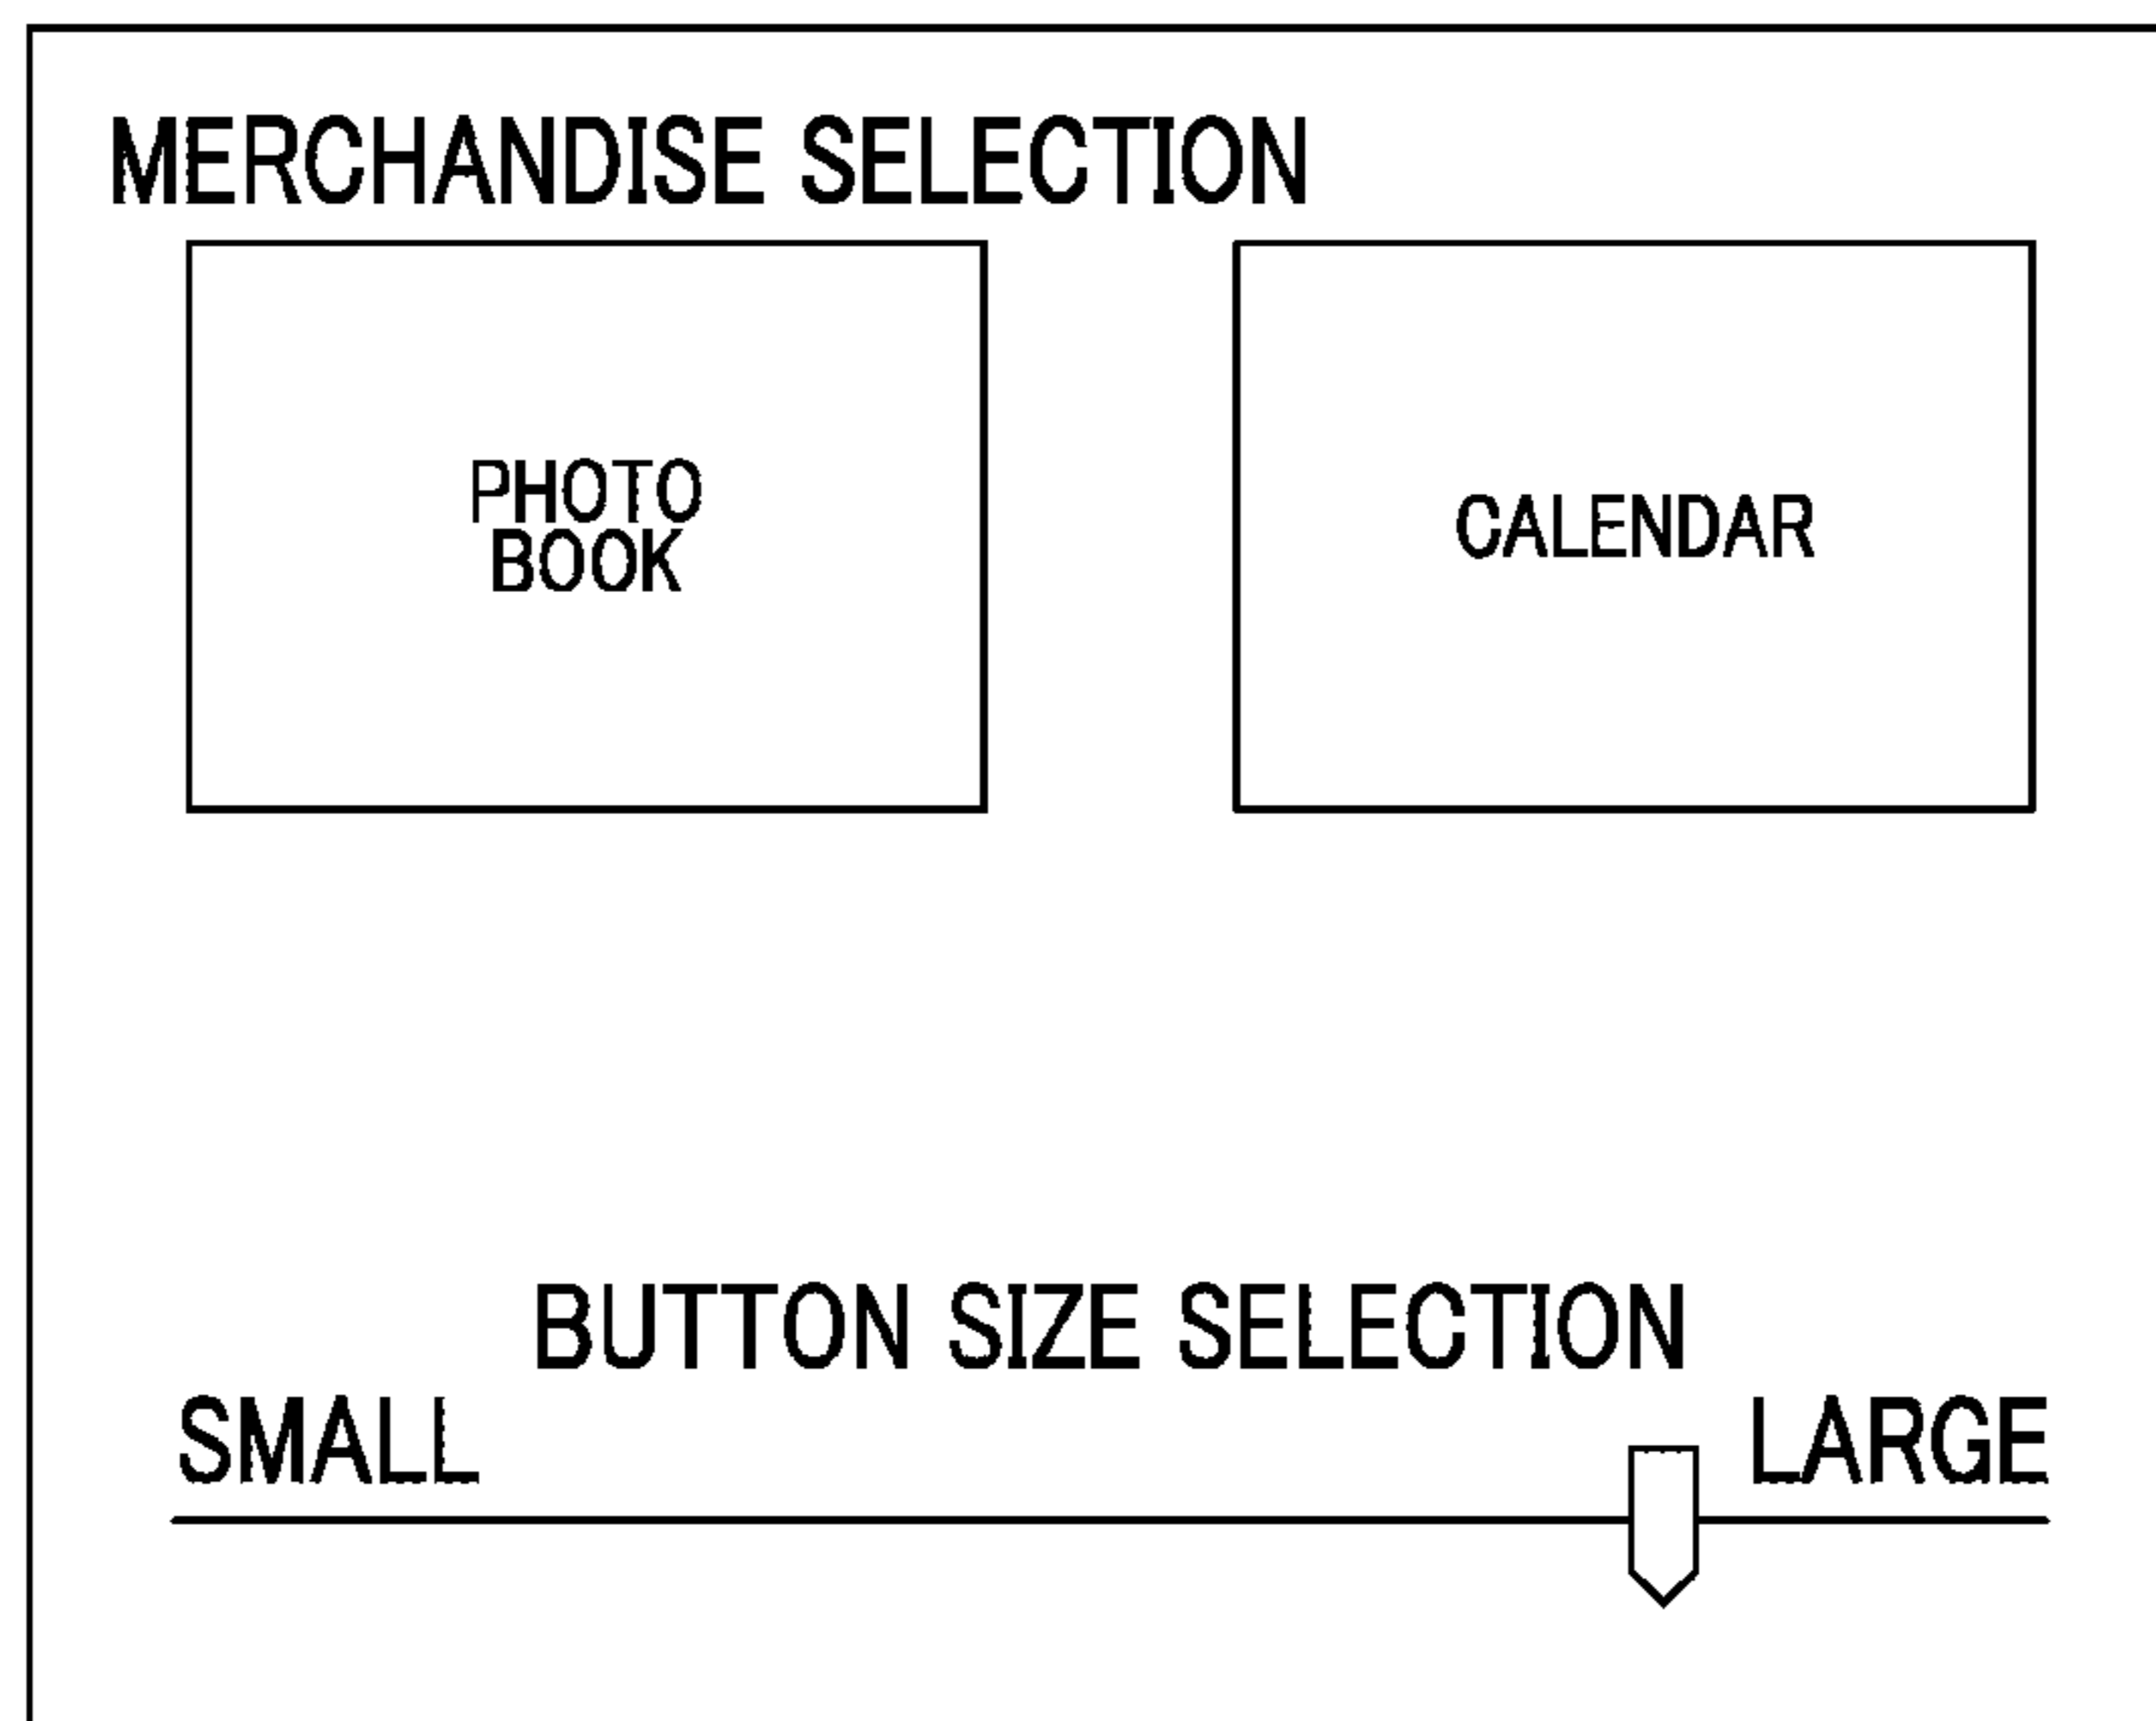 MERCHANDISE SELECTION
PHOTO
BOOK
CALENDAR
BUTTON SIZE SELECTION
SMALL
LARGE